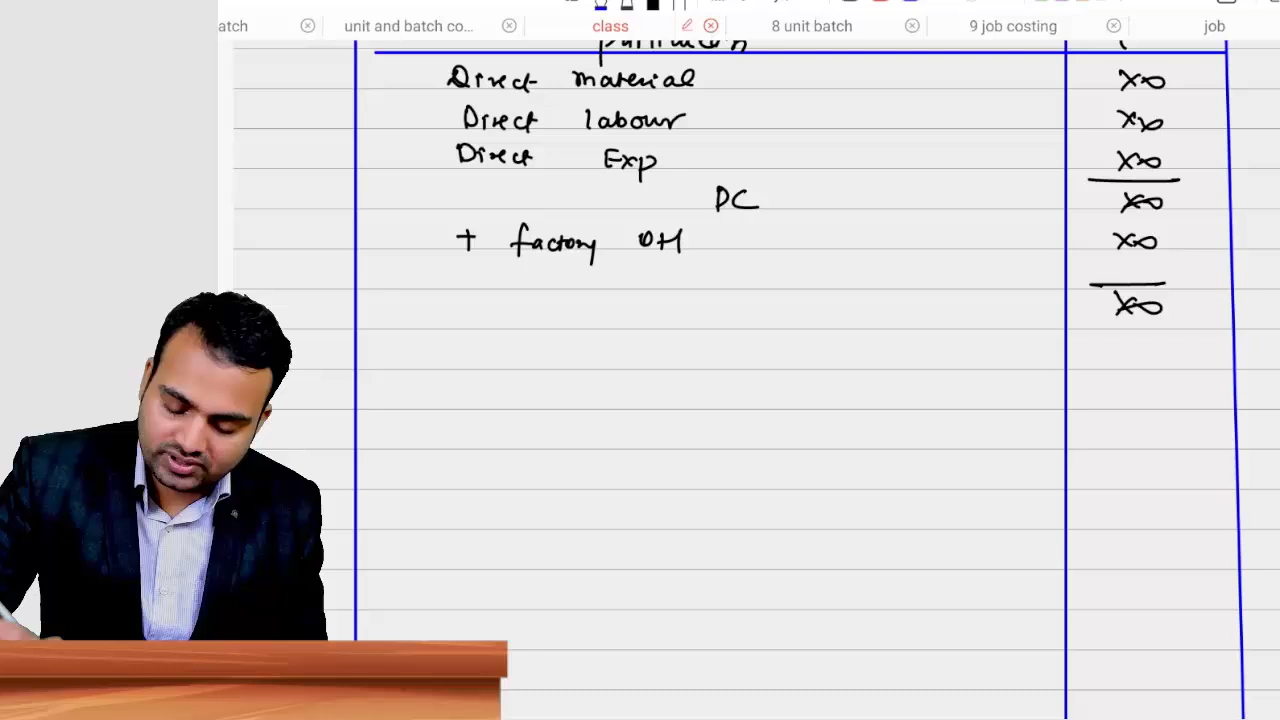 atch unit and batch co... class 8 unit batch 9 job costing job
Direct material xx
Direct labour xx
Direct Exp xx
PC xx
+ factory OH xx
xx